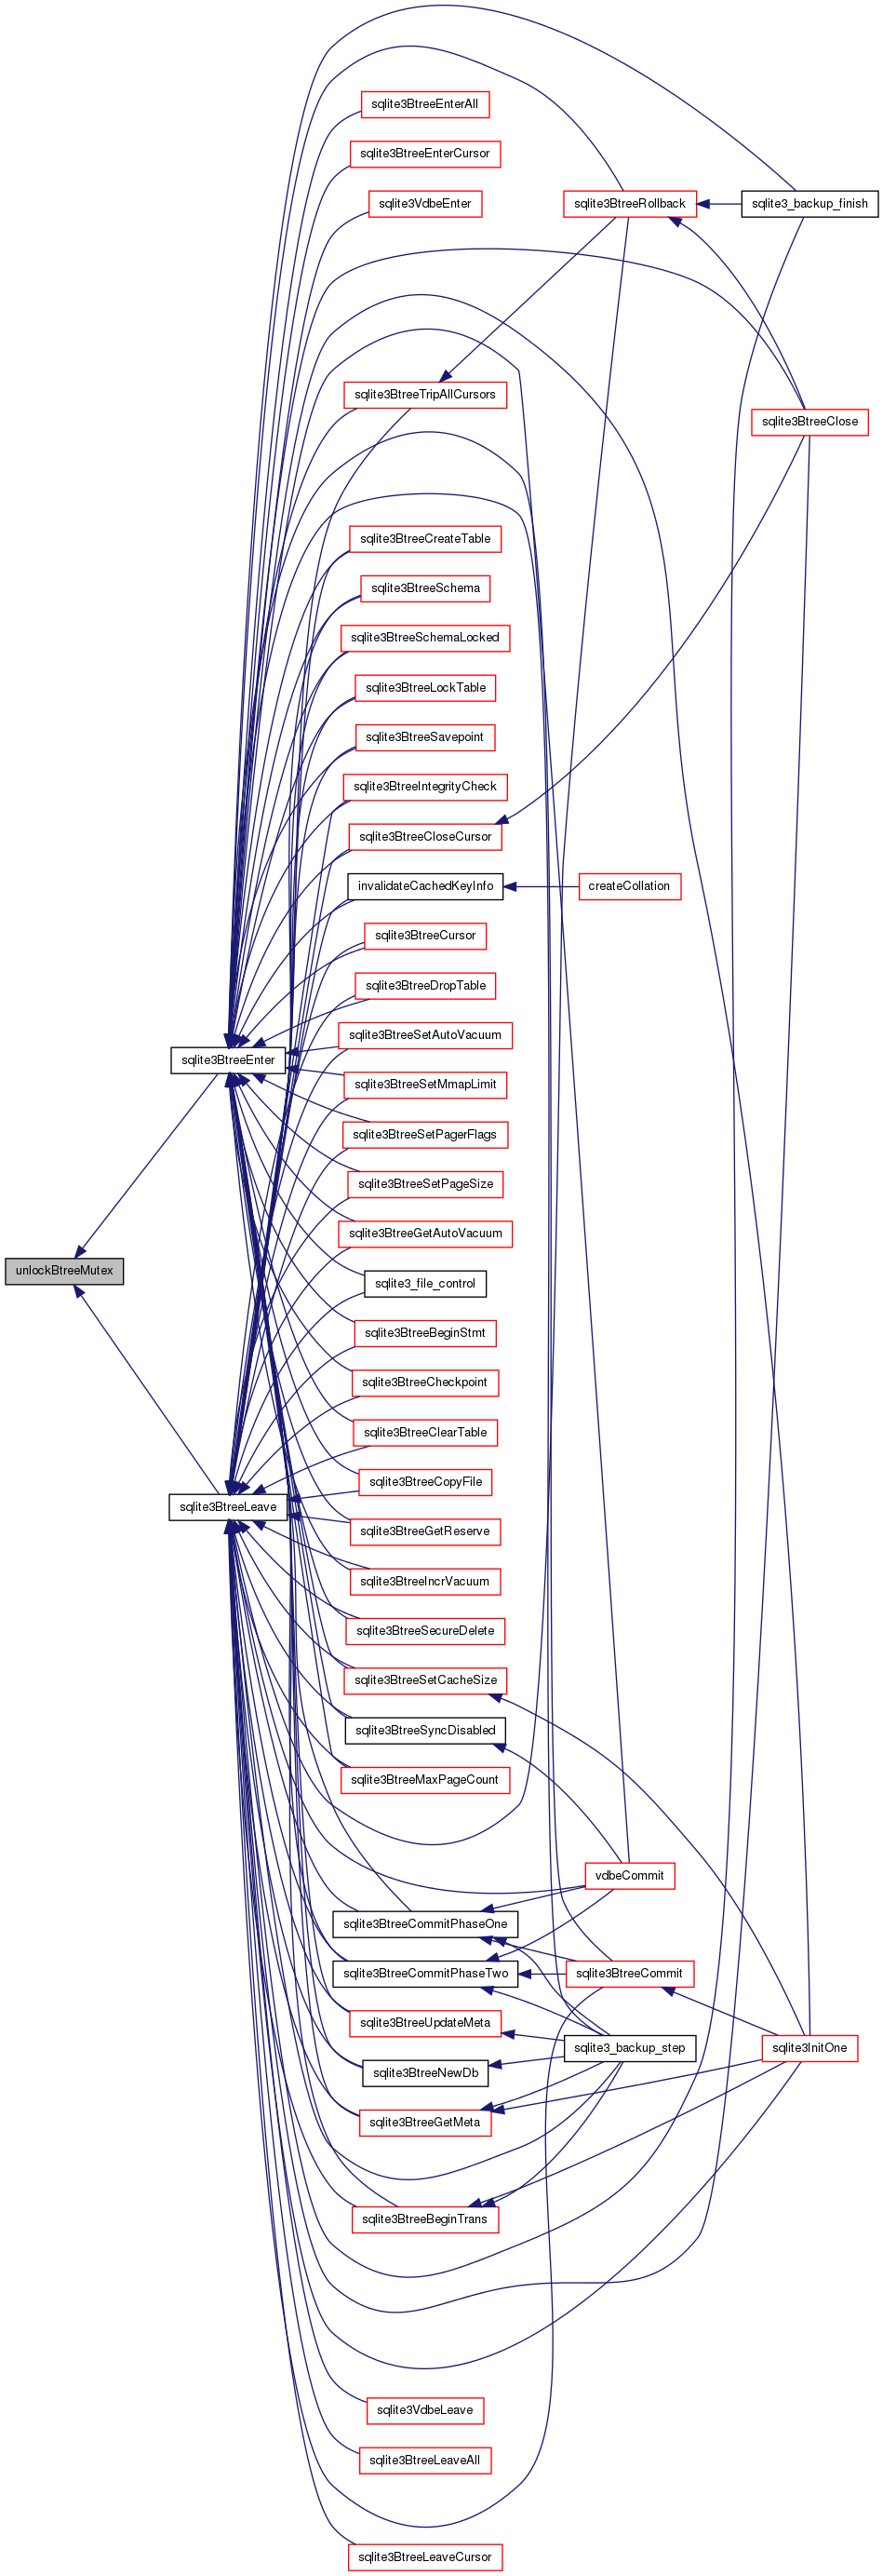 sqlite3BtreeEnterAll
sqlite3BtreeEnterCursor
sqlite3VdbeEnter
sqlite3BtreeRollback
sqlite3_backup_finish
sqlite3BtreeTripAllCursors
sqlite3BtreeClose
sqlite3BtreeCreateTable
sqlite3BtreeSchema
sqlite3BtreeSchemaLocked
sqlite3BtreeLockTable
sqlite3BtreeSavepoint
sqlite3BtreeIntegrityCheck
sqlite3BtreeCloseCursor
invalidateCachedKeyInfo
createCollation
sqlite3BtreeCursor
sqlite3BtreeDropTable
sqlite3BtreeSetAutoVacuum
sqlite3BtreeEnter
sqlite3BtreeSetMmapLimit
sqlite3BtreeSetPagerFlags
sqlite3BtreeSetPageSize
sqlite3BtreeGetAutoVacuum
unlockBtreeMutex
sqlite3_file_control
sqlite3BtreeBeginStmt
sqlite3BtreeCheckpoint
sqlite3BtreeClearTable
sqlite3BtreeCopyFile
sqlite3BtreeLeave
sqlite3BtreeGetReserve
sqlite3BtreeIncrVacuum
sqlite3BtreeSecureDelete
sqlite3BtreeSetCacheSize
sqlite3BtreeSyncDisabled
sqlite3BtreeMaxPageCount
vdbeCommit
sqlite3BtreeCommitPhaseOne
sqlite3BtreeCommitPhaseTwo
sqlite3BtreeCommit
sqlite3BtreeUpdateMeta
sqlite3_backup_step
sqlite3InitOne
sqlite3BtreeNewDb
sqlite3BtreeGetMeta
sqlite3BtreeBeginTrans
sqlite3VdbeLeave
sqlite3BtreeLeaveAll
sqlite3BtreeLeaveCursor